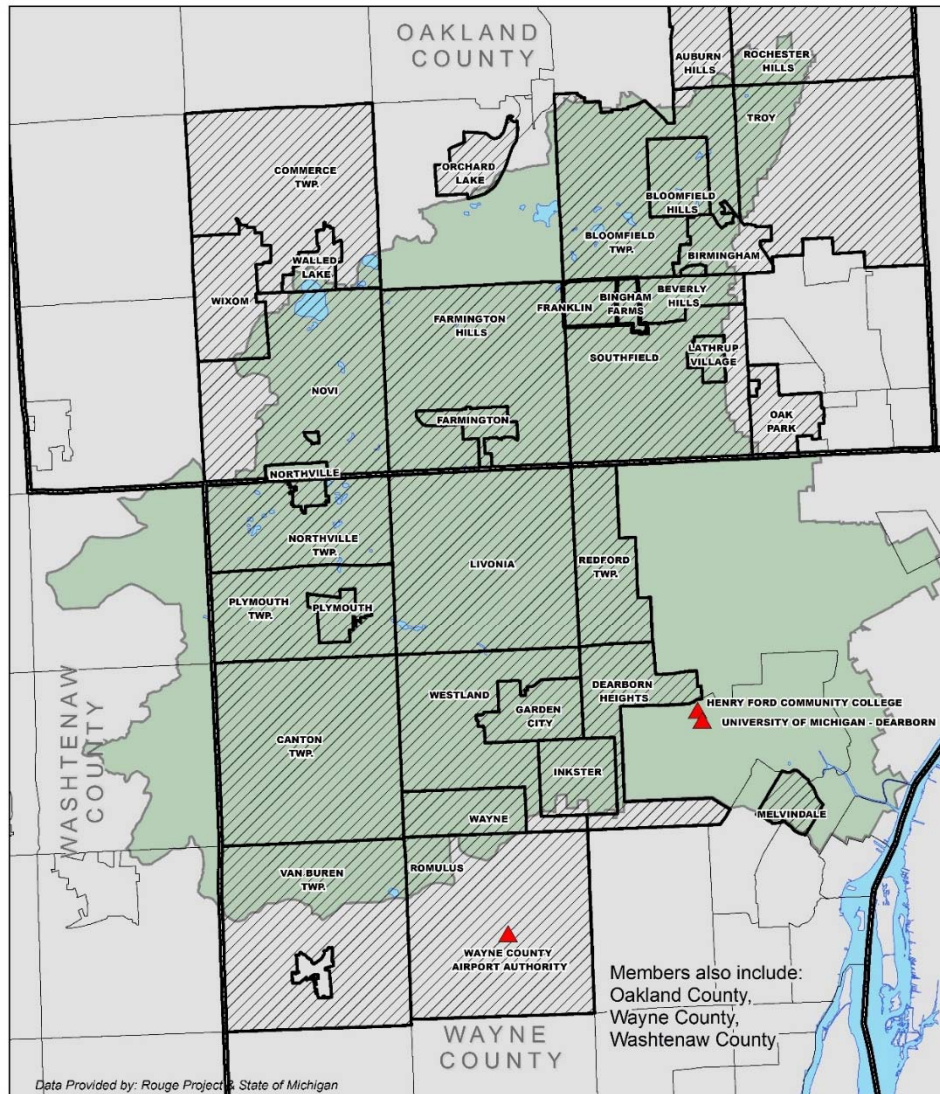 OAKLAND
COUNTY
AUBURN
HILLS
ROCHESTER
HILLS
TROY
COMMERCE
TWP.
ORCHARD
LAKE
BLOOMFIELD
HILLS
BLOOMFIELD
TWP.
BIRMINGHAM
WALLED
LAKE
WIXOM
FRANKLIN
BINGHAM
FARMS
BEVERLY
HILLS
FARMINGTON
HILLS
LATHRUP
VILLAGE
SOUTHFIELD
NOVI
FARMINGTON
OAK
PARK
NORTHVILLE
NORTHVILLE
TWP.
LIVONIA
REDFORD
TWP.
PLYMOUTH
TWP.
PLYMOUTH
WASHTENAW
COUNTY
WESTLAND
DEARBORN
HEIGHTS
GARDEN
CITY
HENRY FORD COMMUNITY COLLEGE
UNIVERSITY OF MICHIGAN - DEARBORN
CANTON
TWP.
INKSTER
WAYNE
MELVINDALE
VAN BUREN
TWP.
ROMULUS
WAYNE COUNTY
AIRPORT AUTHORITY
Members also include:
Oakland County,
Wayne County,
Washtenaw County
WAYNE
COUNTY
Data Provided by: Rouge Project & State of Michigan